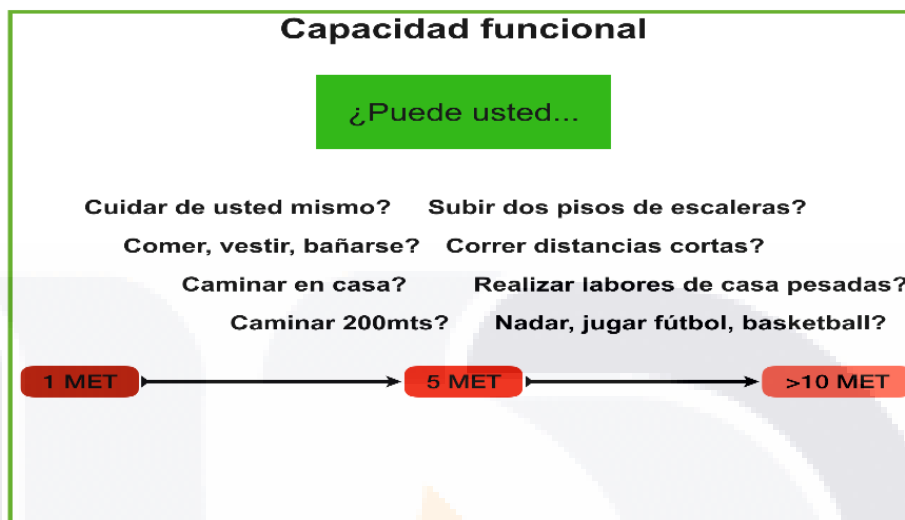 Capacidad funcional
¿Puede usted...
Cuidar de usted mismo?
Comer, vestir, bañarse?
Caminar en casa?
Caminar 200mts?
Subir dos pisos de escaleras?
Correr distancias cortas?
Realizar labores de casa pesadas?
Nadar, jugar fútbol, basketball?
1 MET
5 MET
>10 MET